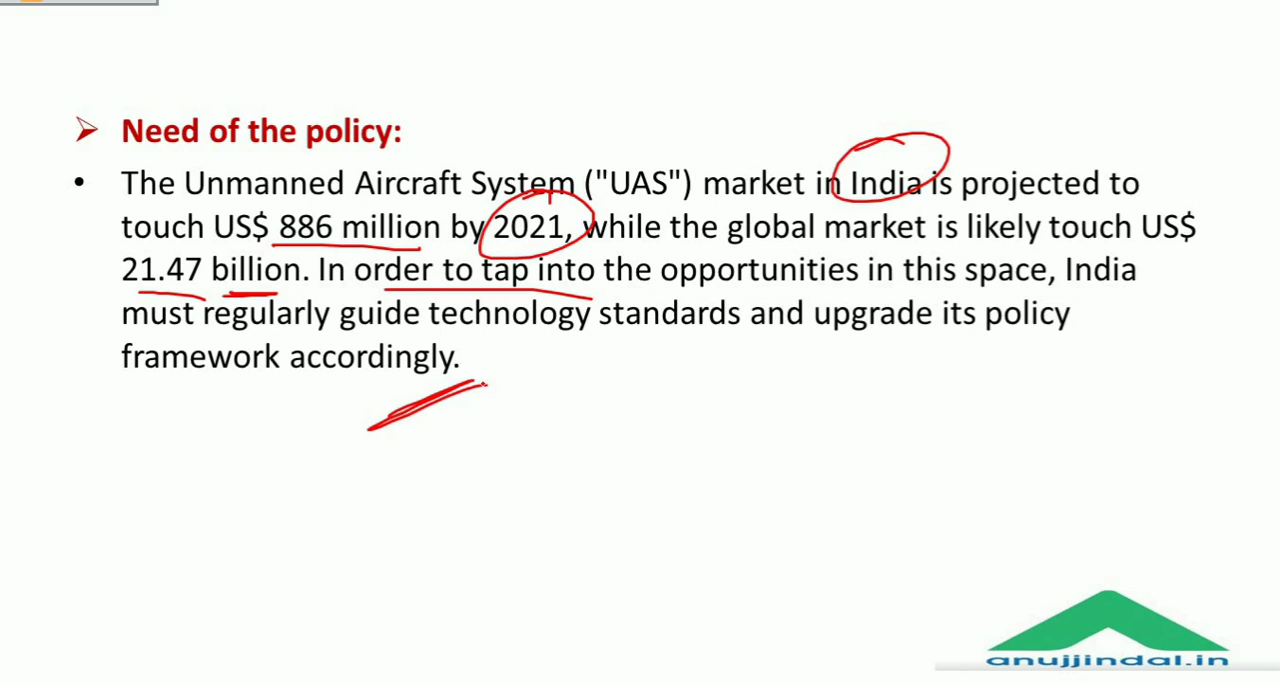 ➢ Need of the policy:
• The Unmanned Aircraft System ("UAS") market in India is projected to
touch US$ 886 million by 2021, while the global market is likely touch US$
21.47 billion. In order to tap into the opportunities in this space, India
must regularly guide technology standards and upgrade its policy
framework accordingly.
anujjindal.in